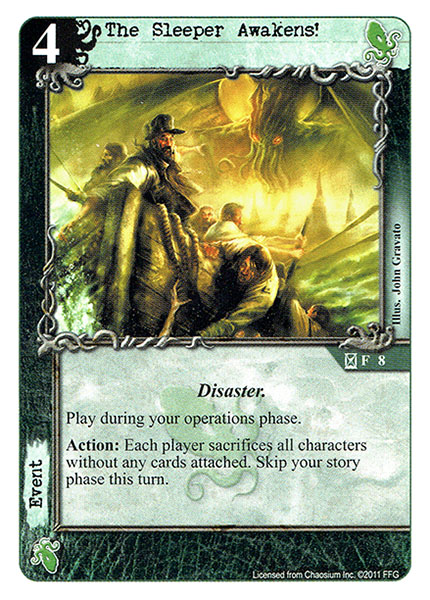 4
The Sleeper Awakens!
Illus. John Gravato
F 8
Disaster.
Play during your operations phase.
Action: Each player sacrifices all characters
without any cards attached. Skip your story
phase this turn.
Event
Licensed from Chaosium Inc. ©2011 FFG